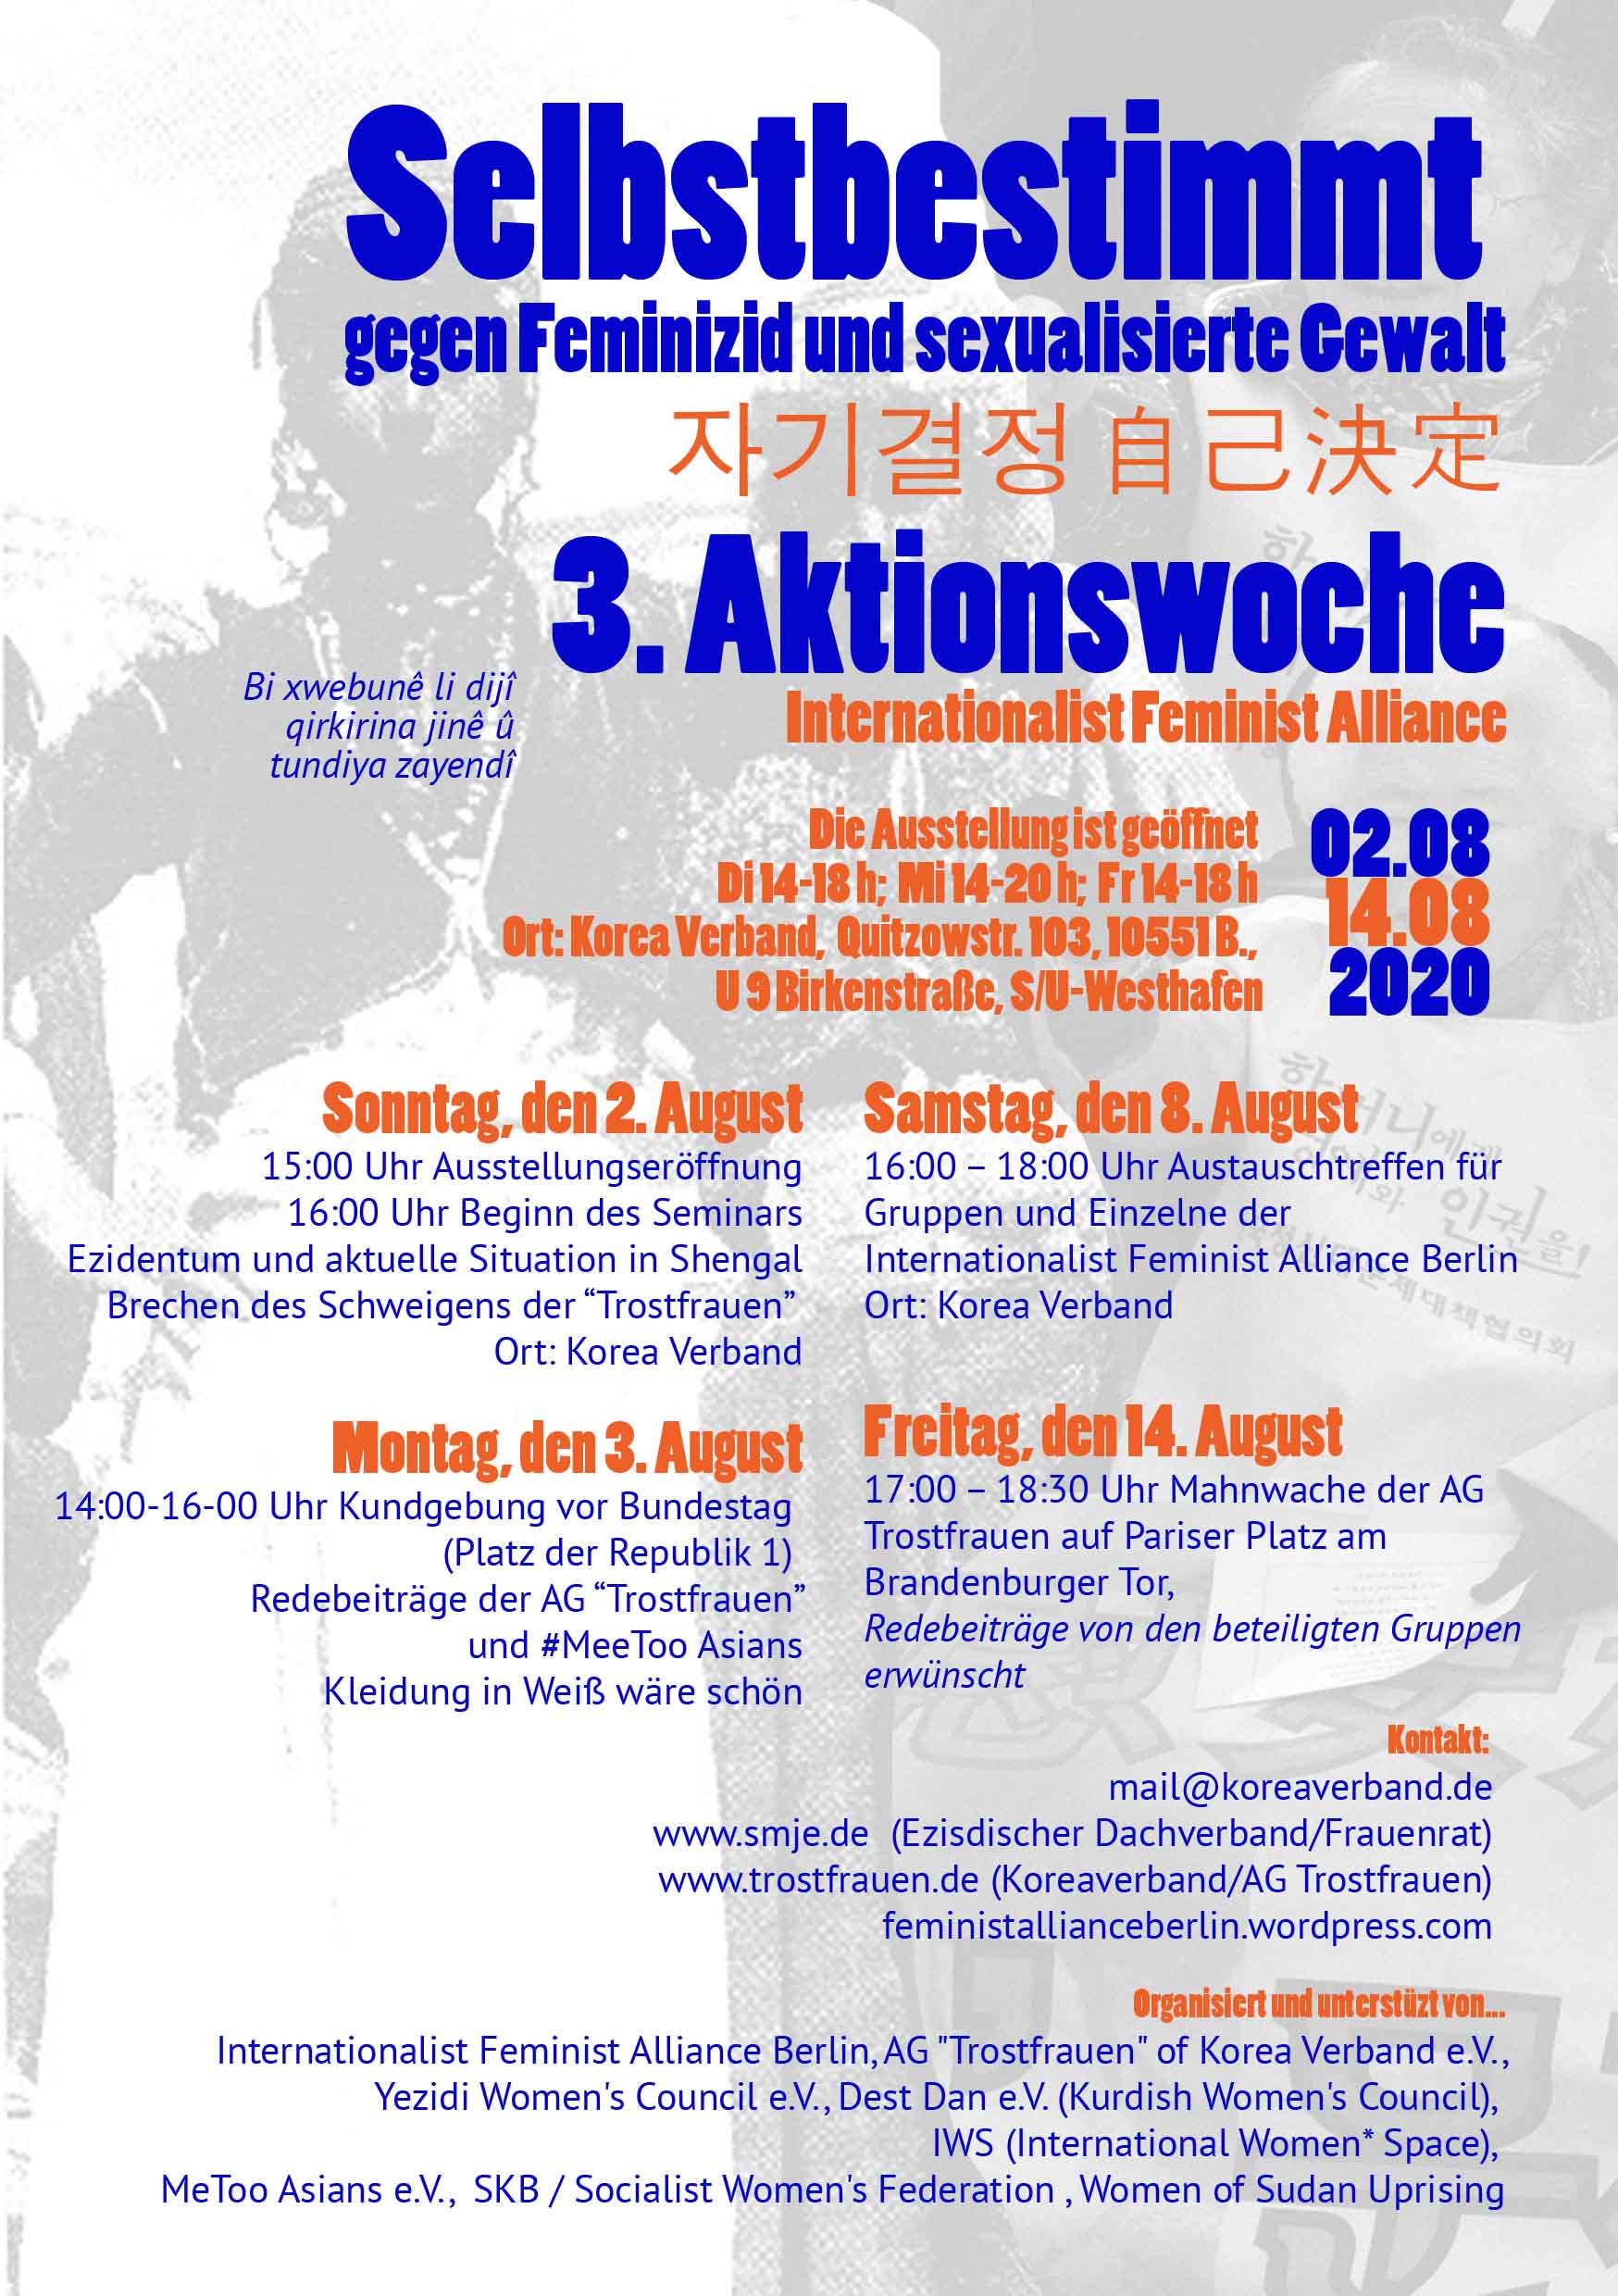 Selbstbestimmt
gegen Feminizid und sexualisierte Gewalt
자기결정 自己決定
3. Aktionswoche
Internationalist Feminist Alliance
Bi xwebunê li dijî
qirkirina jinê û
tundiya zayendî
Die Ausstellung ist geöffnet
Di 14-18 h; Mi 14-20 h; Fr 14-18 h
Ort: Korea Verband, Quitzowstr. 103, 10551 B.,
U 9 Birkenstraße, S/U-Westhafen
02.08
14.08
2020
Sonntag, den 2. August
15:00 Uhr Ausstellungseröffnung
16:00 Uhr Beginn des Seminars
Ezidentum und aktuelle Situation in Shengal
Brechen des Schweigens der “Trostfrauen”
Ort: Korea Verband
Montag, den 3. August
14:00-16-00 Uhr Kundgebung vor Bundestag
(Platz der Republik 1)
Redebeiträge der AG “Trostfrauen”
und #MeeToo Asians
Kleidung in Weiß wäre schön
Samstag, den 8. August
16:00 – 18:00 Uhr Austauschtreffen für
Gruppen und Einzelne der
Internationalist Feminist Alliance Berlin
Ort: Korea Verband
Freitag, den 14. August
17:00 – 18:30 Uhr Mahnwache der AG
Trostfrauen auf Pariser Platz am
Brandenburger Tor,
Redebeiträge von den beteiligten Gruppen
erwünscht
Kontakt:
mail@koreaverband.de
www.smje.de (Ezisdischer Dachverband/Frauenrat)
www.trostfrauen.de (Koreaverband/AG Trostfrauen)
feministallianceberlin.wordpress.com
Organisiert und unterstüzt von...
Internationalist Feminist Alliance Berlin, AG "Trostfrauen" of Korea Verband e.V.,
Yezidi Women's Council e.V., Dest Dan e.V. (Kurdish Women's Council),
IWS (International Women* Space),
MeToo Asians e.V., SKB / Socialist Women's Federation , Women of Sudan Uprising
인권을!